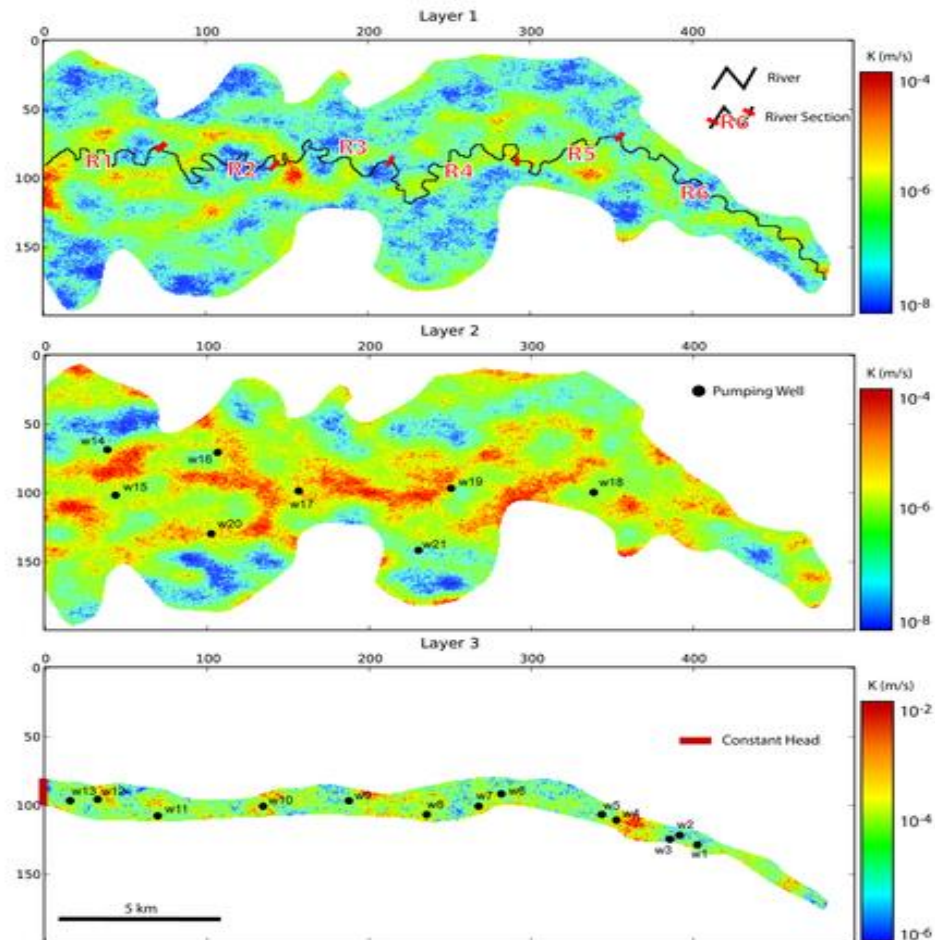 Layer 1
0 100 200 300 400
0
50
100
150
K (m/s)
10-4
10-6
10-8
River
R6
River Section
R1
R2
R3
R4
R5
R6
Layer 2
0 100 200 300 400
0
50
100
150
K (m/s)
10-4
10-6
10-8
Pumping Well
w14
w15
w16
w17
w18
w19
w20
w21
Layer 3
0 100 200 300 400
0
50
100
150
K (m/s)
10-2
10-4
10-6
Constant Head
w13
w12
w11
w10
w9
w8
w7
w6
w5
w4
w3
w2
w1
5 km